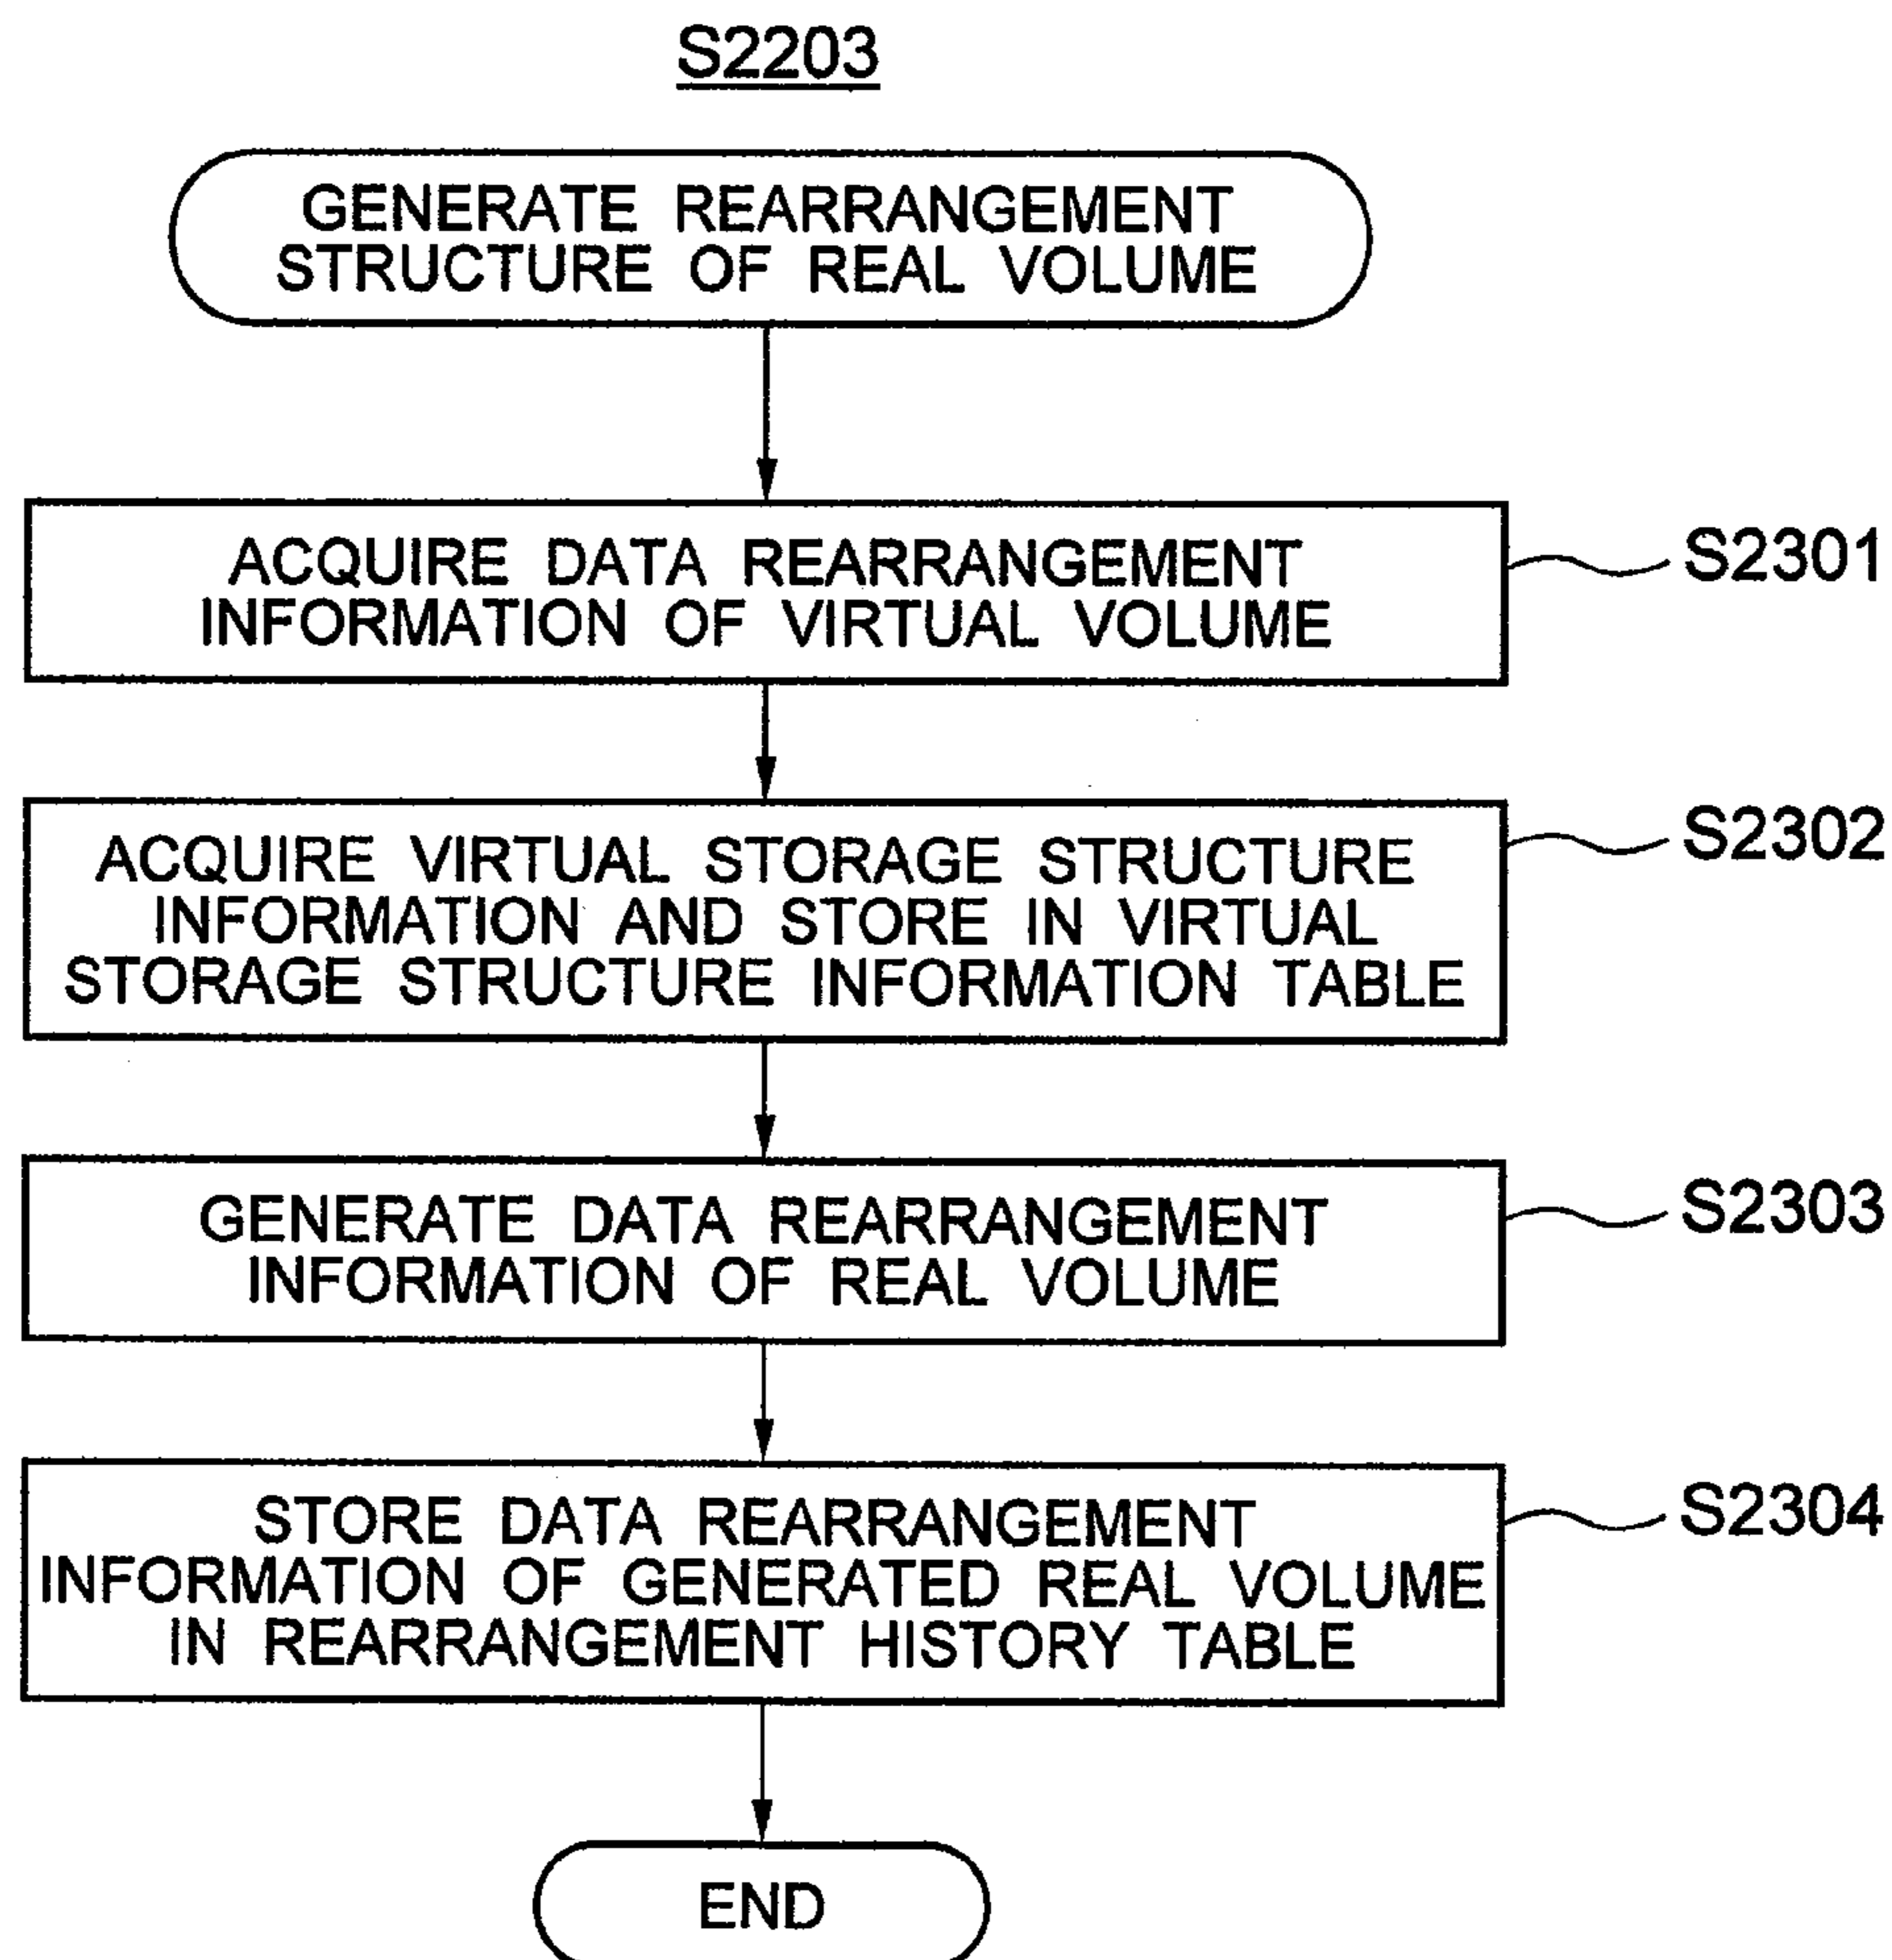 S2203
GENERATE REARRANGEMENT
STRUCTURE OF REAL VOLUME
ACQUIRE DATA REARRANGEMENT
INFORMATION OF VIRTUAL VOLUME
S2301
ACQUIRE VIRTUAL STORAGE STRUCTURE
INFORMATION AND STORE IN VIRTUAL
STORAGE STRUCTURE INFORMATION TABLE
S2302
GENERATE DATA REARRANGEMENT
INFORMATION OF REAL VOLUME
S2303
STORE DATA REARRANGEMENT
INFORMATION OF GENERATED REAL VOLUME
IN REARRANGEMENT HISTORY TABLE
S2304
END